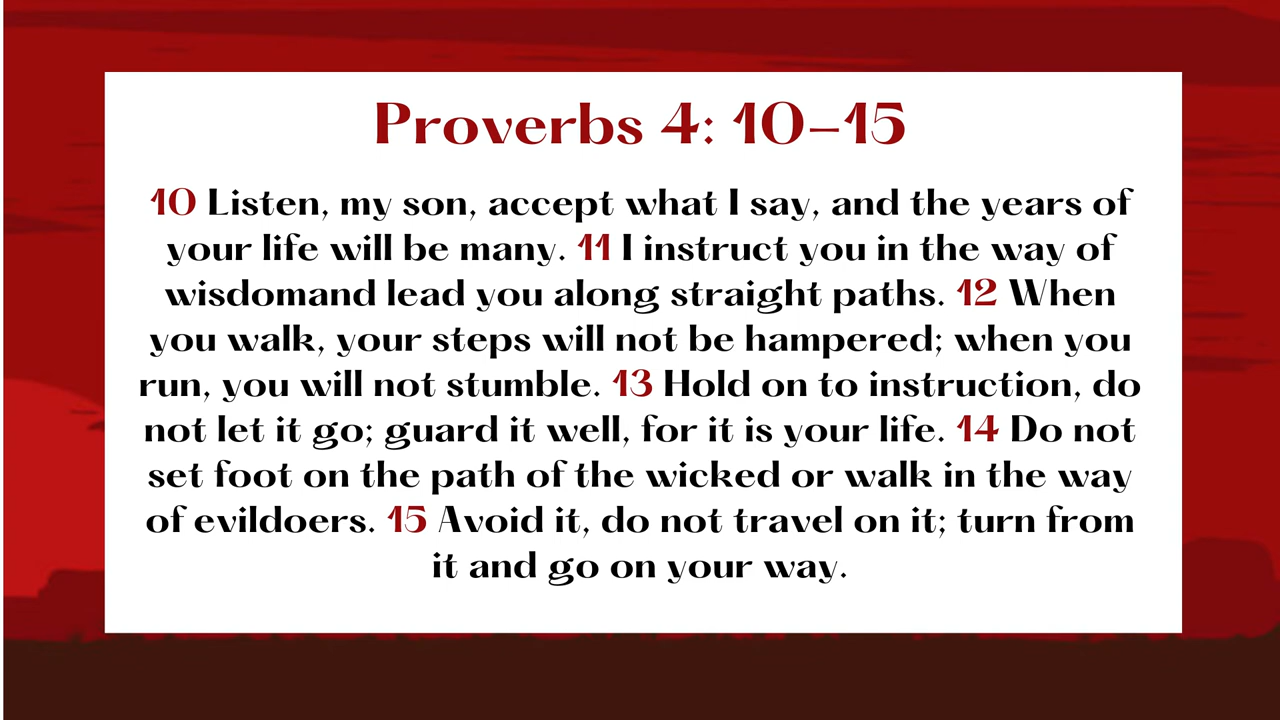 Proverbs 4: 10–15
10 Listen, my son, accept what I say, and the years of
your life will be many. 11 I instruct you in the way of
wisdomand lead you along straight paths. 12 When
you walk, your steps will not be hampered; when you
run, you will not stumble. 13 Hold on to instruction, do
not let it go; guard it well, for it is your life. 14 Do not
set foot on the path of the wicked or walk in the way
of evildoers. 15 Avoid it, do not travel on it; turn from
it and go on your way.